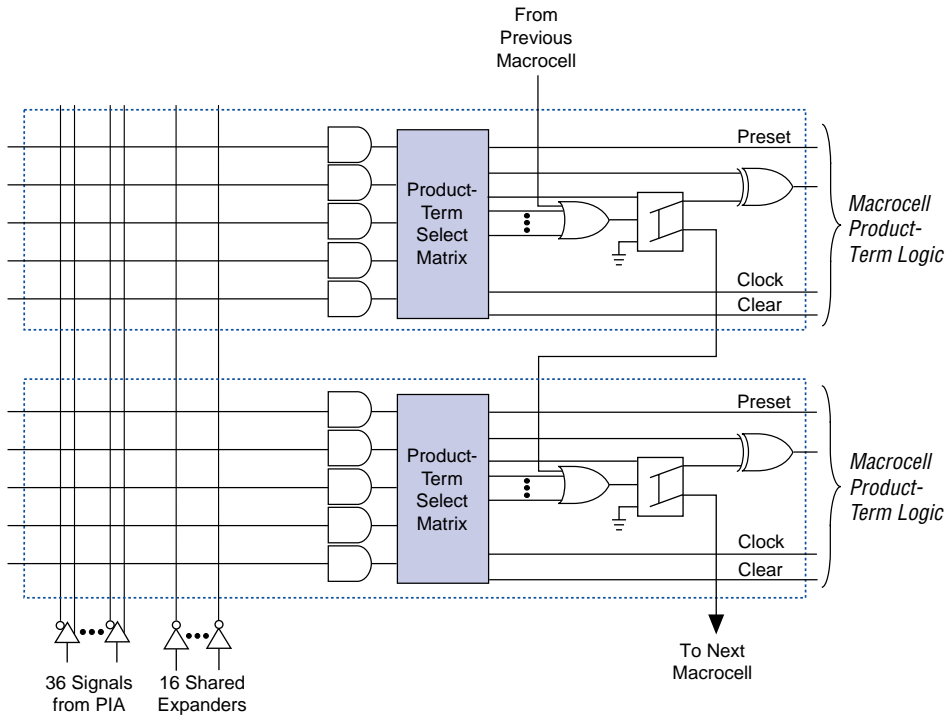 From
Previous
Macrocell
Preset
Product-
Term
Select
Matrix
Macrocell
Product-
Term Logic
Clock
Clear
Preset
Product-
Term
Select
Matrix
Macrocell
Product-
Term Logic
Clock
Clear
36 Signals
from PIA
16 Shared
Expanders
To Next
Macrocell